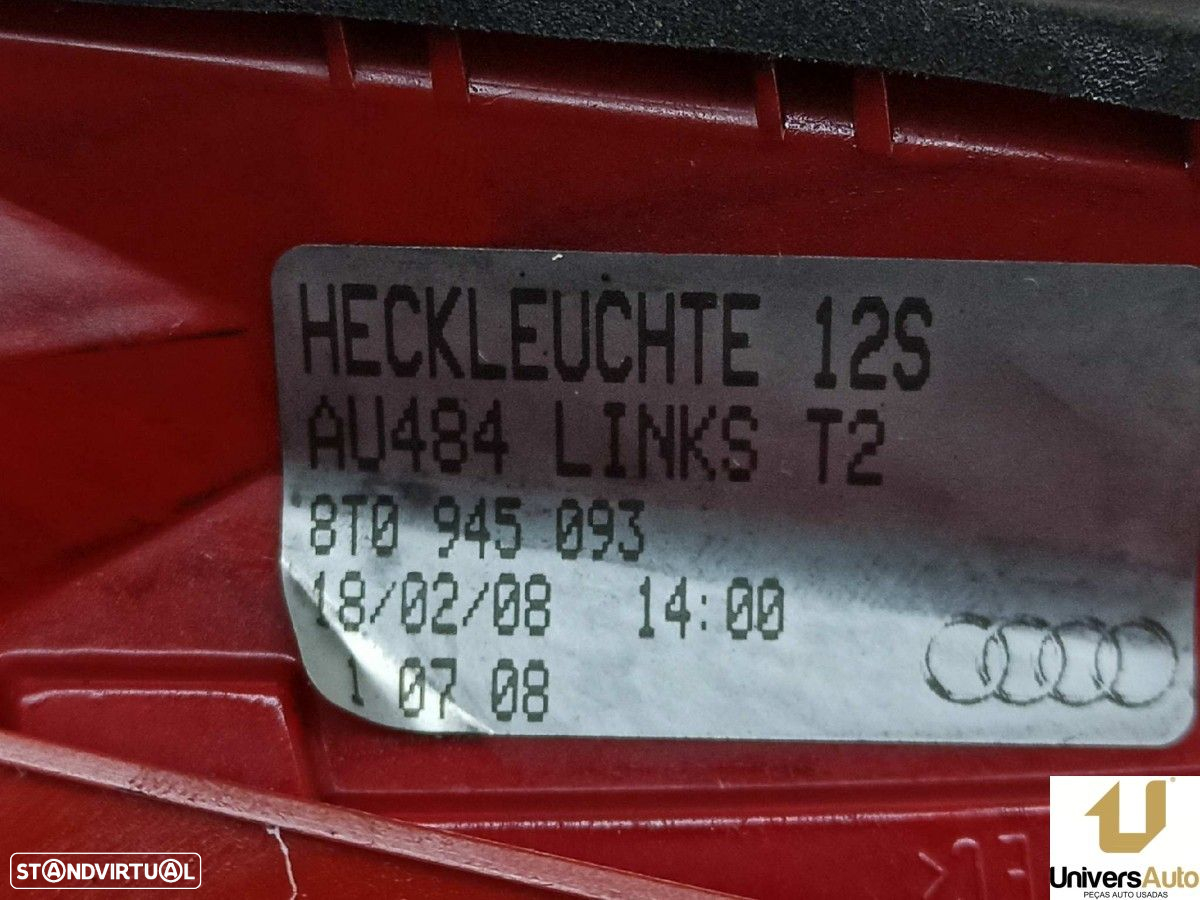 HECKLEUCHTE 12S
AU484 LINKS T2
8T0 945 093
18/02/08 14:00
1 07 08
STANDVIRTUAL
UniversAuto
PEÇAS AUTO USADAS